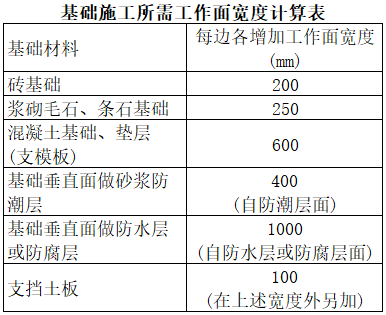 基础施工所需工作面宽度计算表
基础材料
每边各增加工作面宽度
(mm)
砖基础
200
浆砌毛石、条石基础
250
混凝土基础、垫层
(支模板)
600
基础垂直面做砂浆防
潮层
400
(自防潮层面)
基础垂直面做防水层
或防腐层
1000
(自防水层或防腐层面)
支挡土板
100
(在上述宽度外另加)